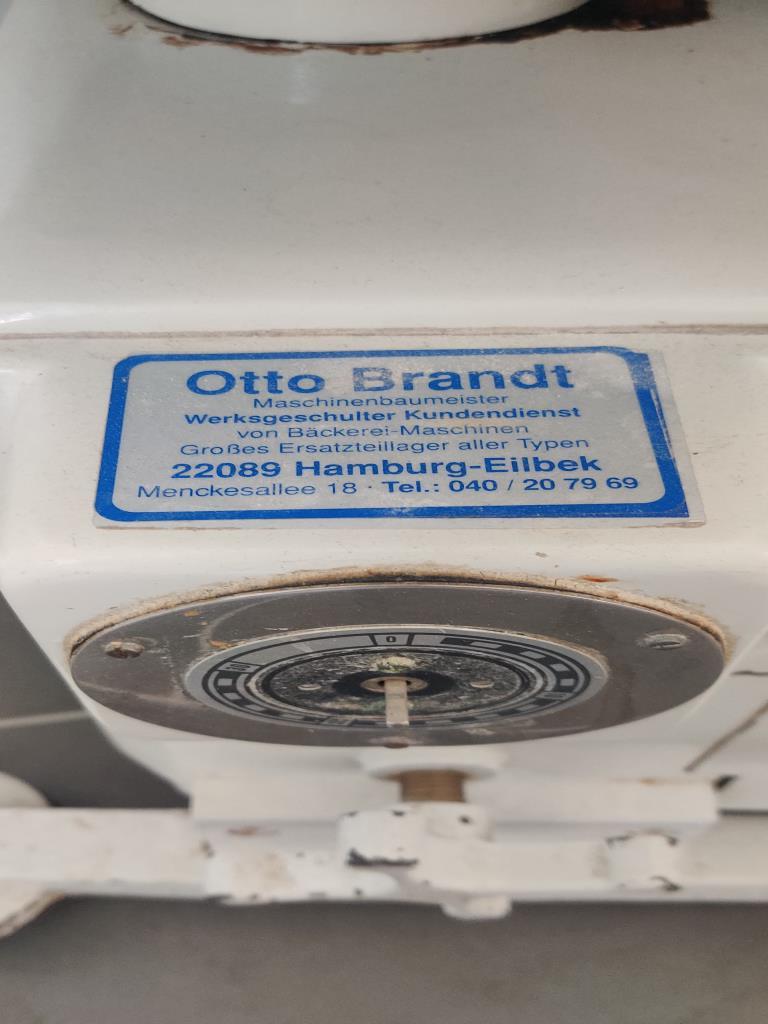 Otto Brandt
Maschinenbaumeister
Werksgeschulter Kundendienst
von Bäckerei-Maschinen
Großes Ersatzteillager aller Typen
22089 Hamburg-Eilbek
Menckesallee 18 · Tel.: 040 / 20 79 69
0